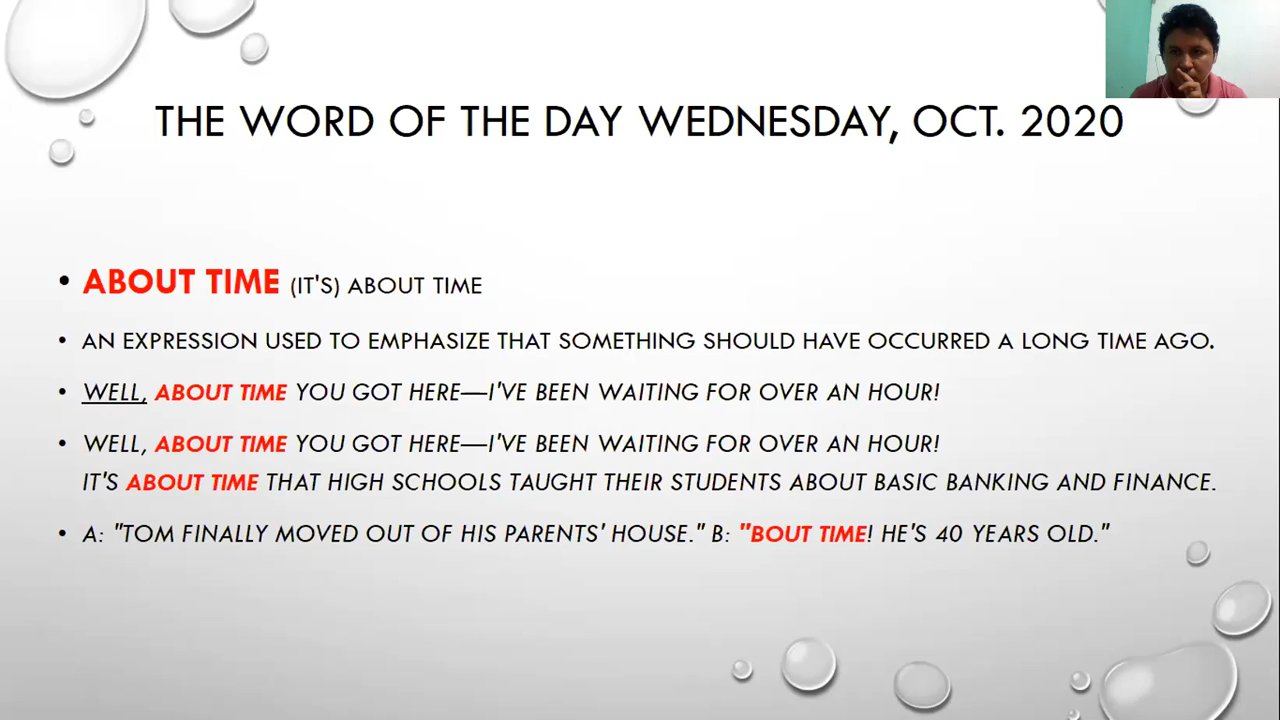 THE WORD OF THE DAY WEDNESDAY, OCT. 2020
• ABOUT TIME (IT'S) ABOUT TIME
• AN EXPRESSION USED TO EMPHASIZE THAT SOMETHING SHOULD HAVE OCCURRED A LONG TIME AGO.
• WELL, ABOUT TIME YOU GOT HERE—I'VE BEEN WAITING FOR OVER AN HOUR!
• WELL, ABOUT TIME YOU GOT HERE—I'VE BEEN WAITING FOR OVER AN HOUR!
IT'S ABOUT TIME THAT HIGH SCHOOLS TAUGHT THEIR STUDENTS ABOUT BASIC BANKING AND FINANCE.
• A: "TOM FINALLY MOVED OUT OF HIS PARENTS' HOUSE." B: "BOUT TIME! HE'S 40 YEARS OLD."